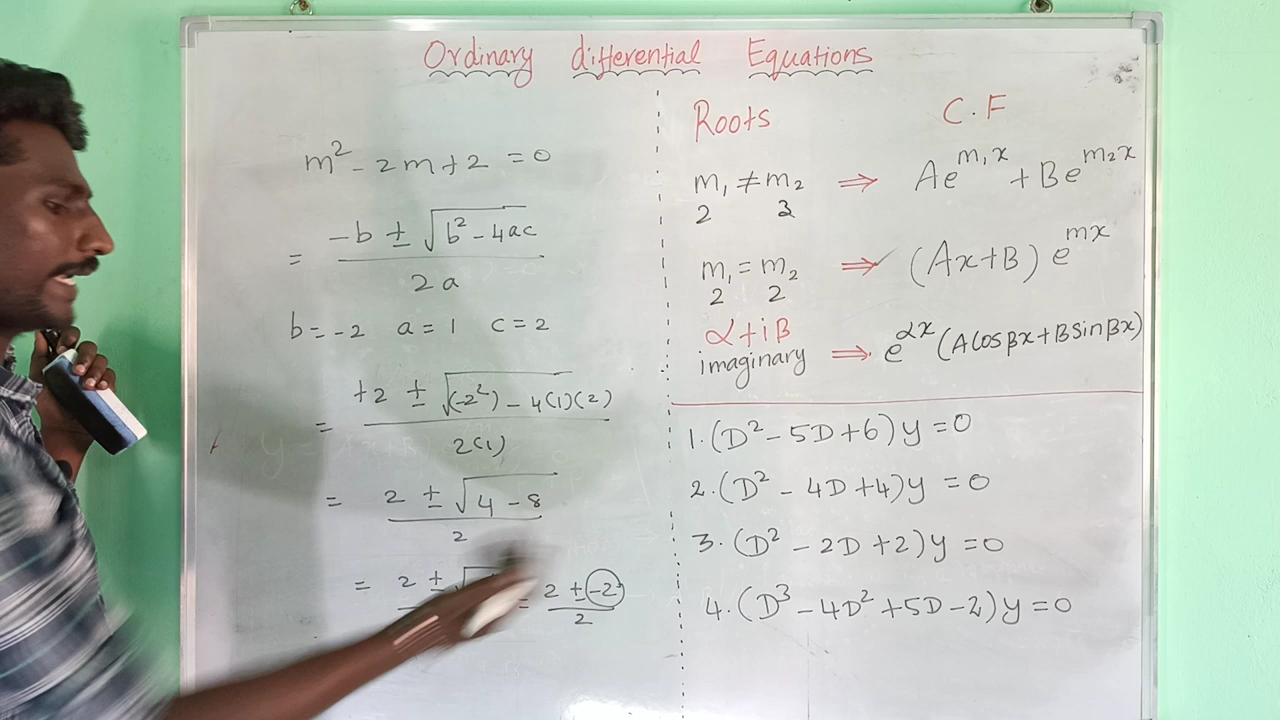 Ordinary differential Equations
m² - 2m + 2 = 0
= -b ± √b² - 4ac / 2a
b = -2 a = 1 c = 2
= +2 ± √(-2²) - 4(1)(2) / 2(1)
= 2 ± √4 - 8 / 2
= 2 ± √ = 2 ± -2 / 2
Roots C.F
m₁ ≠ m₂ ⇒ Ae^m₁x + Be^m₂x
2 3
m₁ = m₂ ⇒ (Ax+B) e^mx
2 2
α+iβ
imaginary ⇒ e^αx (A cos βx + B sin βx)
1. (D² - 5D + 6) y = 0
2. (D² - 4D + 4) y = 0
3. (D² - 2D + 2) y = 0
4. (D³ - 4D² + 5D - 2) y = 0